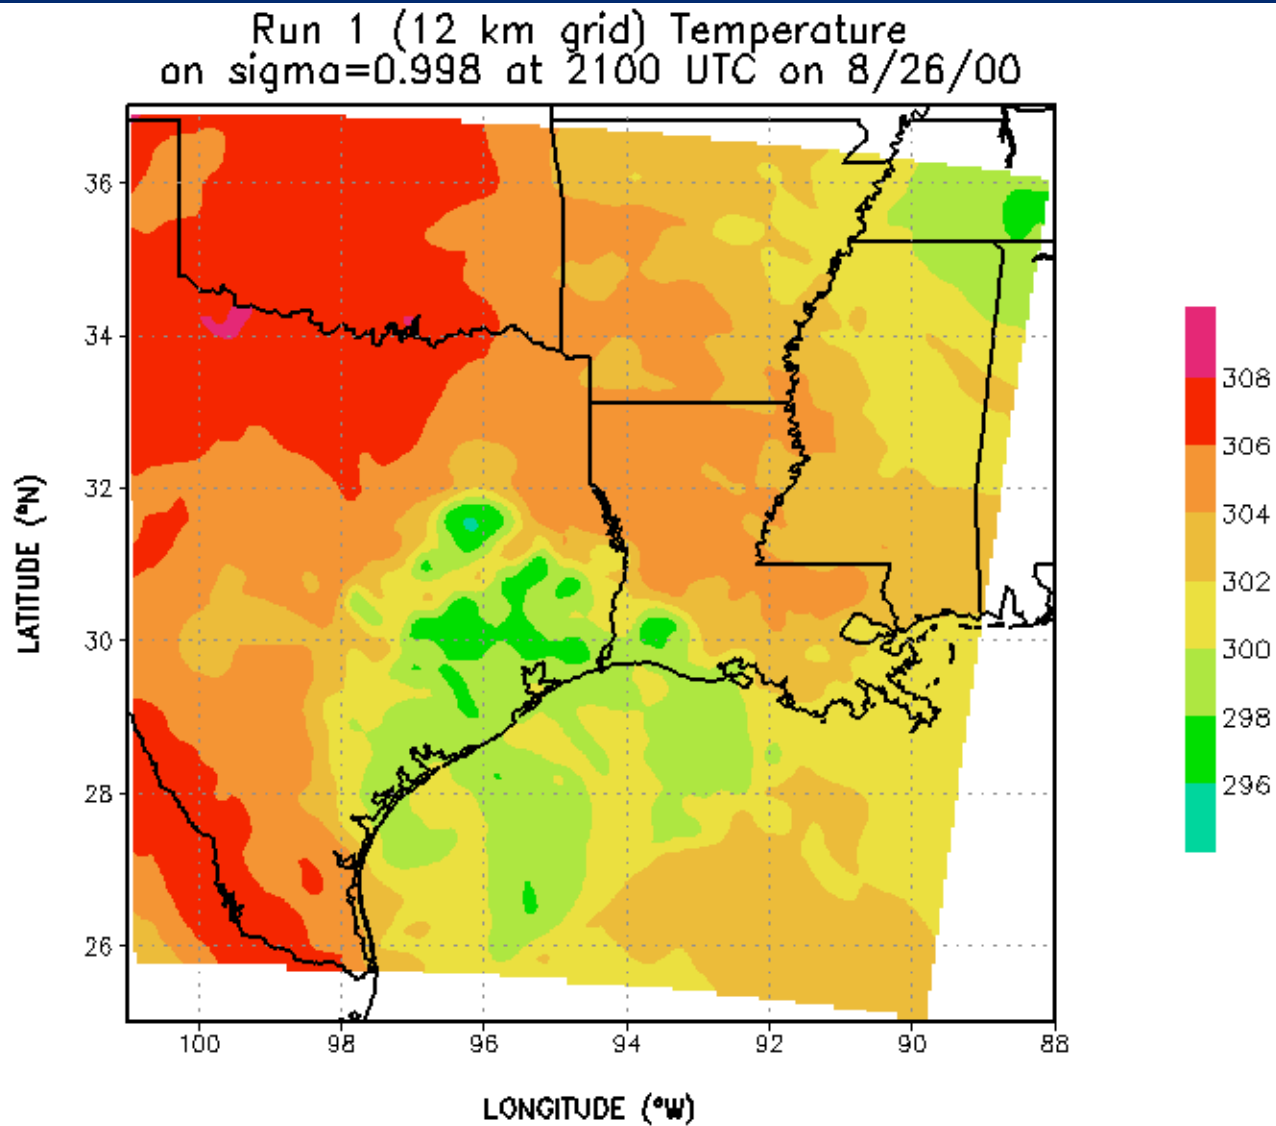 Run 1 (12 km grid) Temperature
on sigma=0.998 at 2100 UTC on 8/26/00
36
34
32
30
28
26
LATITUDE (°N)
100 98 96 94 92 90 88
LONGITUDE (°W)
308
306
304
302
300
298
296